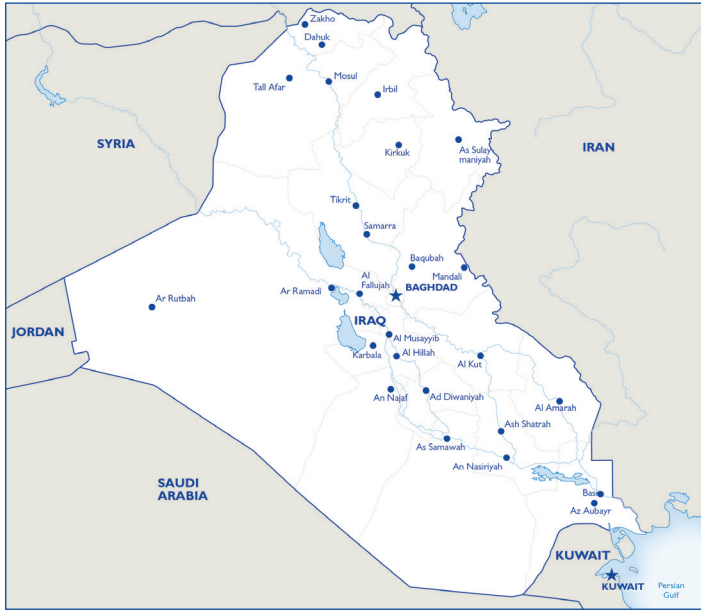 Zakho
Dahuk
Mosul
Tall Afar
Irbil
SYRIA
Kirkuk
As Sulay
maniyah
IRAN
Tikrit
Samarra
Baqubah
Mandali
Al
Fallujah
BAGHDAD
Ar Ramadi
Ar Rutbah
IRAQ
JORDAN
Al Musayyib
Karbala
Al Hillah
Al Kut
An Najaf
Ad Diwaniyah
Al Amarah
Ash Shatrah
As Samawah
An Nasiriyah
SAUDI
ARABIA
Az Aubayr
KUWAIT
KUWAIT
Persian
Gulf